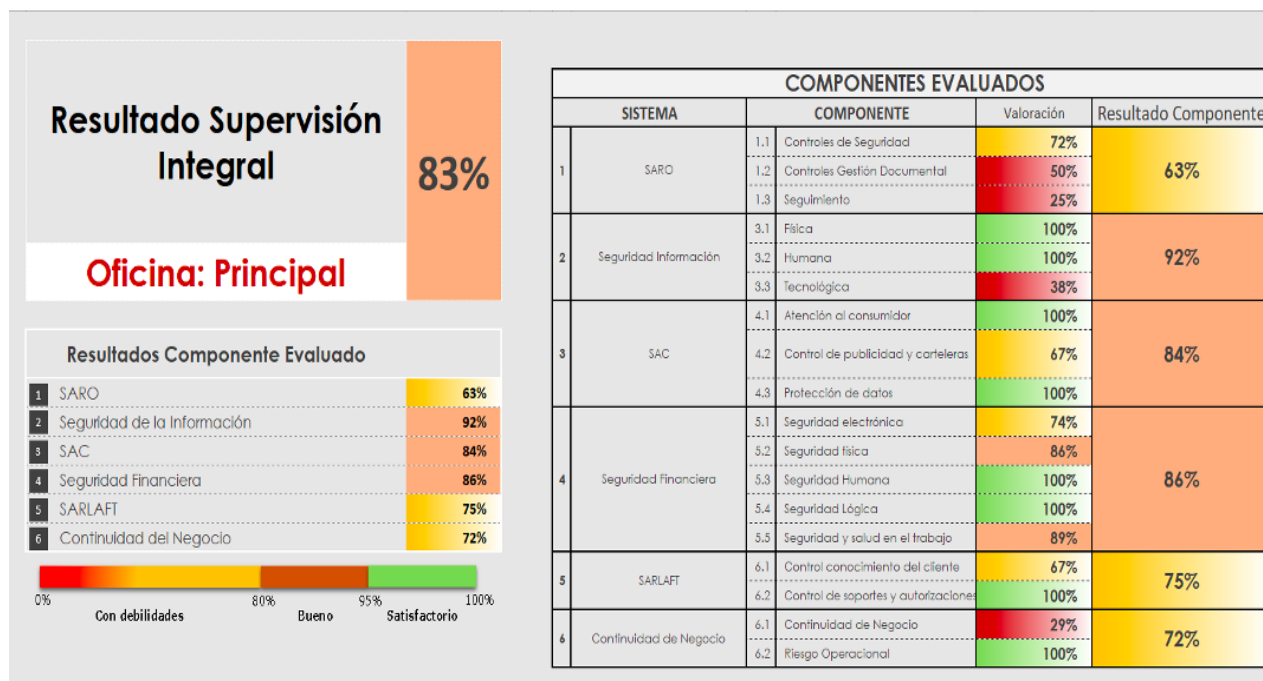 Resultado Supervisión
Integral
83%
Oficina: Principal
Resultados Componente Evaluado
1 SARO 63%
2 Seguridad de la Información 92%
3 SAC 84%
4 Seguridad Financiera 86%
5 SARLAFT 75%
6 Continuidad del Negocio 72%
0% 80% 95% 100%
Con debilidades Bueno Satisfactorio
COMPONENTES EVALUADOS
SISTEMA COMPONENTE Valoración Resultado Componente
1 SARO 63%
1.1 Controles de Seguridad 72%
1.2 Controles Gestión Documental 50%
1.3 Seguimiento 25%
2 Seguridad Información 92%
3.1 Física 100%
3.2 Humana 100%
3.3 Tecnológica 38%
3 SAC 84%
4.1 Atención al consumidor 100%
4.2 Control de publicidad y carteleras 67%
4.3 Protección de datos 100%
4 Seguridad Financiera 86%
5.1 Seguridad electrónica 74%
5.2 Seguridad física 86%
5.3 Seguridad Humana 100%
5.4 Seguridad Lógica 100%
5.5 Seguridad y salud en el trabajo 89%
5 SARLAFT 75%
6.1 Control conocimiento del cliente 67%
6.2 Control de soportes y autorizaciones 100%
6 Continuidad de Negocio 72%
6.1 Continuidad de Negocio 29%
6.2 Riesgo Operacional 100%